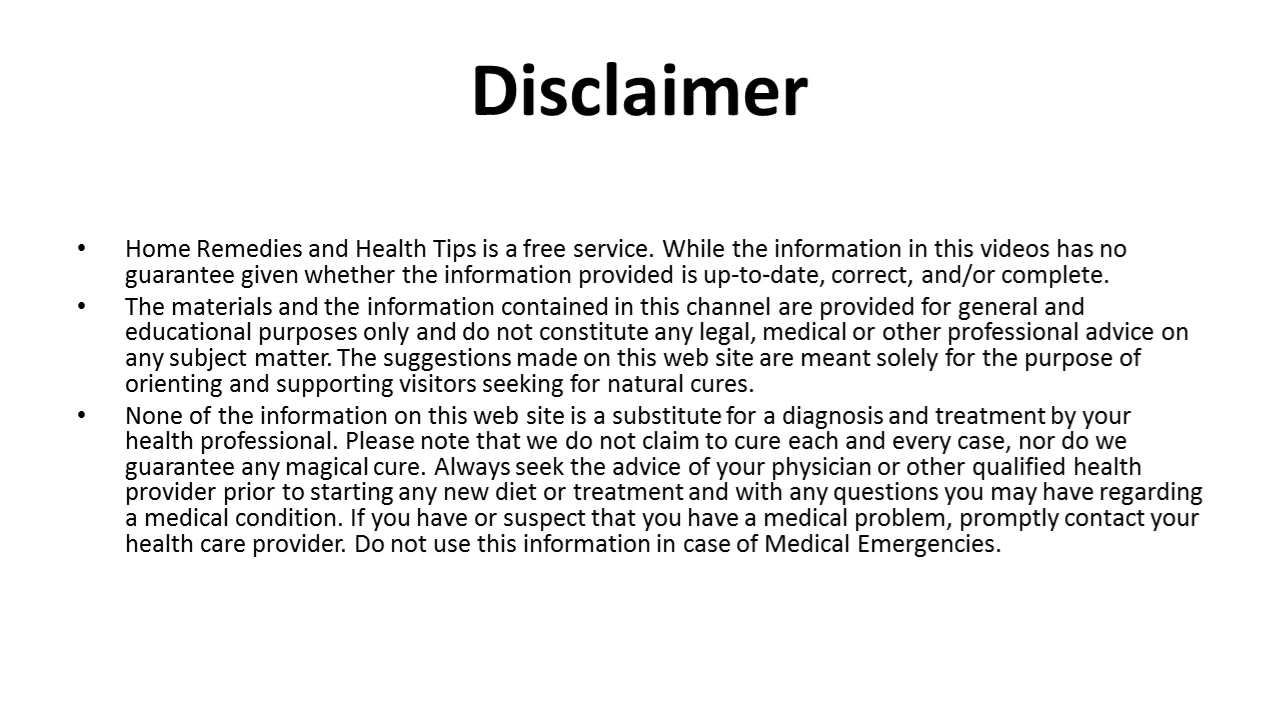 Disclaimer
• Home Remedies and Health Tips is a free service. While the information in this videos has no
guarantee given whether the information provided is up-to-date, correct, and/or complete.
• The materials and the information contained in this channel are provided for general and
educational purposes only and do not constitute any legal, medical or other professional advice on
any subject matter. The suggestions made on this web site are meant solely for the purpose of
orienting and supporting visitors seeking for natural cures.
• None of the information on this web site is a substitute for a diagnosis and treatment by your
health professional. Please note that we do not claim to cure each and every case, nor do we
guarantee any magical cure. Always seek the advice of your physician or other qualified health
provider prior to starting any new diet or treatment and with any questions you may have regarding
a medical condition. If you have or suspect that you have a medical problem, promptly contact your
health care provider. Do not use this information in case of Medical Emergencies.